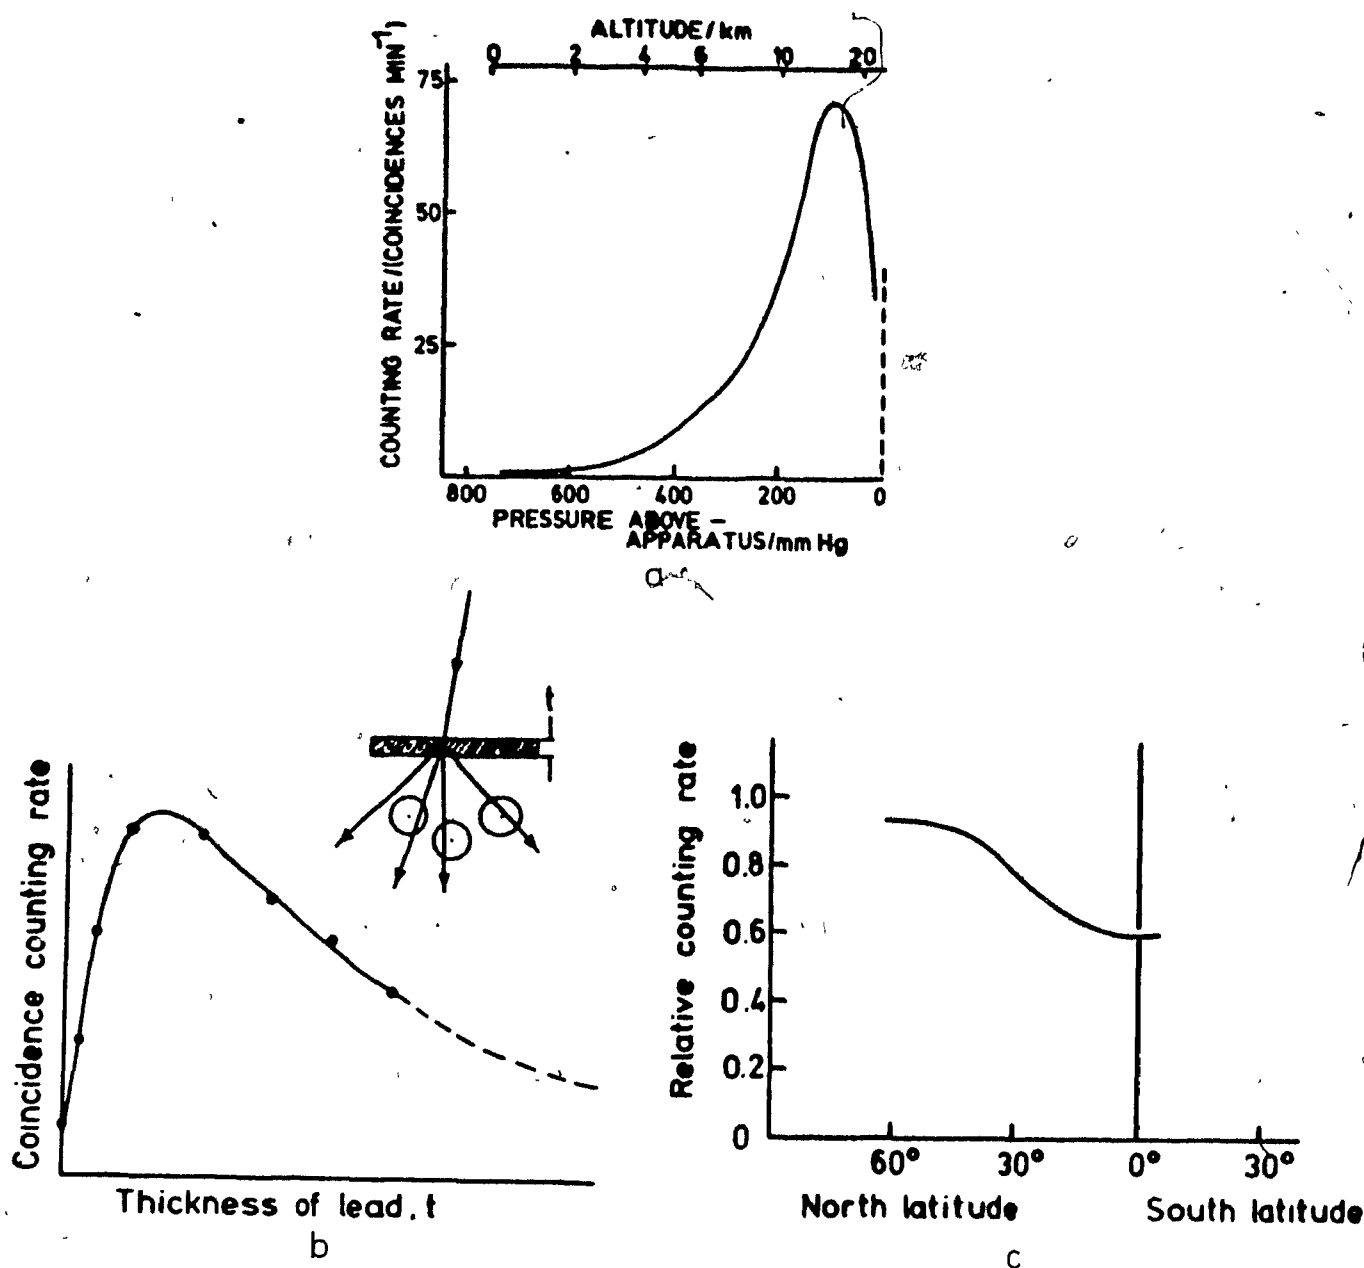 ALTITUDE/km
0 2 4 6 10 20
COUNTING RATE/(COINCIDENCES MIN⁻¹)
75
50
25
800 600 400 200 0
PRESSURE ABOVE –
APPARATUS/mm Hg
a
t
Coincidence counting rate
Thickness of lead, t
b
Relative counting rate
1.0
0.8
0.6
0.4
0.2
0
60° 30° 0° 30°
North latitude South latitude
c